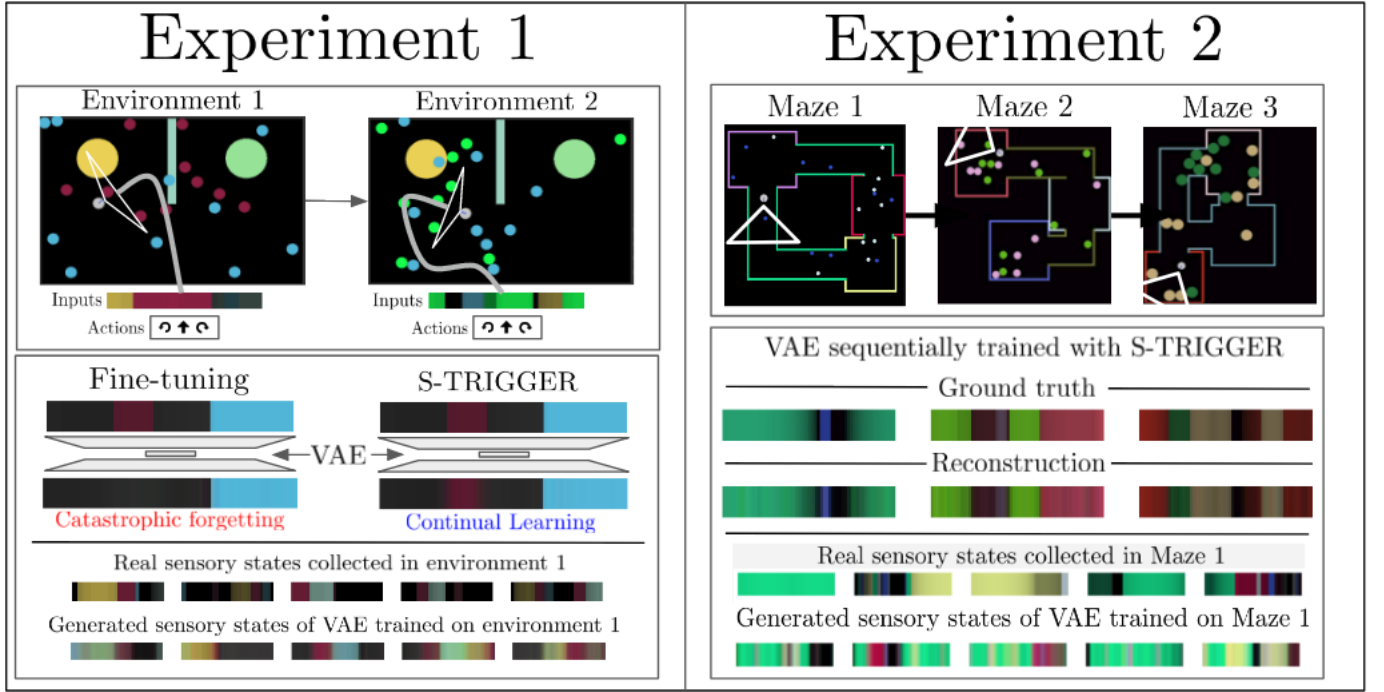 Experiment 1
Environment 1
Environment 2
Inputs
Inputs
Actions
Actions
Fine-tuning
S-TRIGGER
VAE
Catastrophic forgetting
Continual Learning
Real sensory states collected in environment 1
Generated sensory states of VAE trained on environment 1
Experiment 2
Maze 1
Maze 2
Maze 3
VAE sequentially trained with S-TRIGGER
Ground truth
Reconstruction
Real sensory states collected in Maze 1
Generated sensory states of VAE trained on Maze 1